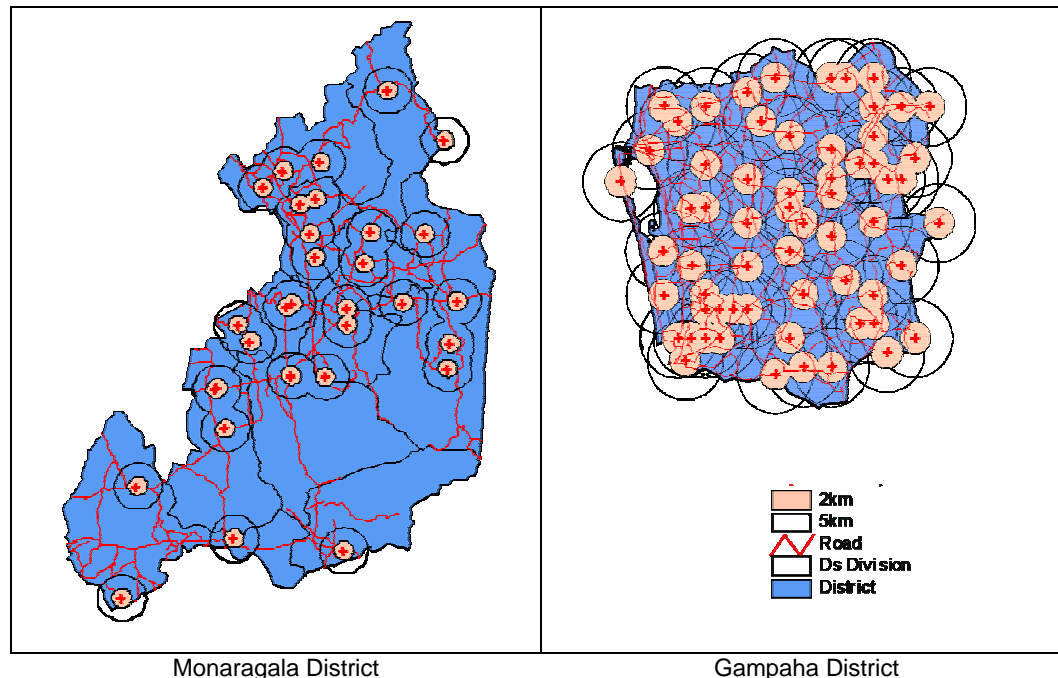 2km
5km
Road
Ds Division
District
Monaragala District
Gampaha District